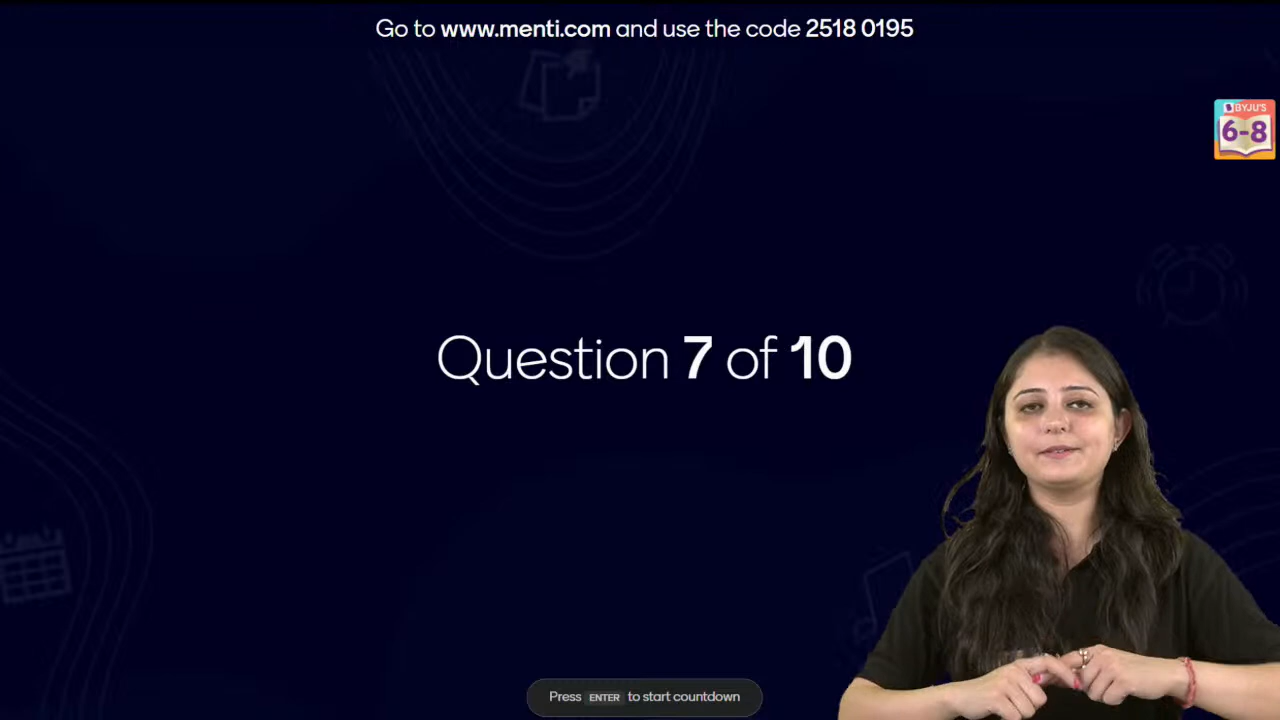 Go to www.menti.com and use the code 2518 0195
BYJU'S
6-8
Question 7 of 10
Press ENTER to start countdown